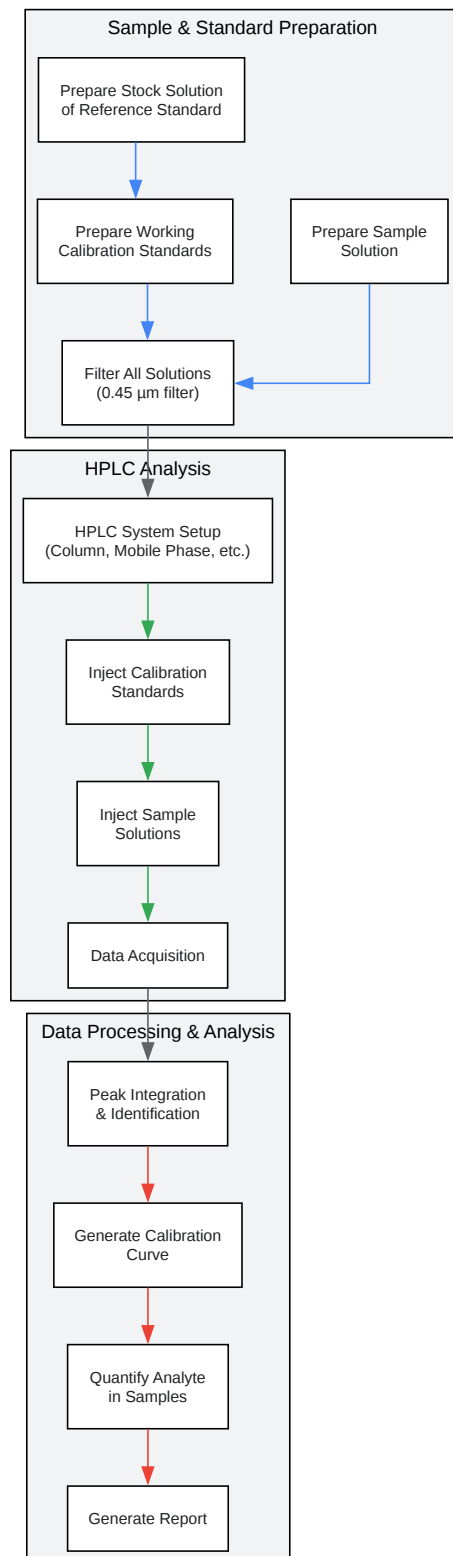 Sample & Standard Preparation
Prepare Stock Solution
of Reference Standard
Prepare Working
Calibration Standards
Prepare Sample
Solution
Filter All Solutions
(0.45 µm filter)
HPLC Analysis
HPLC System Setup
(Column, Mobile Phase, etc.)
Inject Calibration
Standards
Inject Sample
Solutions
Data Acquisition
Data Processing & Analysis
Peak Integration
& Identification
Generate Calibration
Curve
Quantify Analyte
in Samples
Generate Report